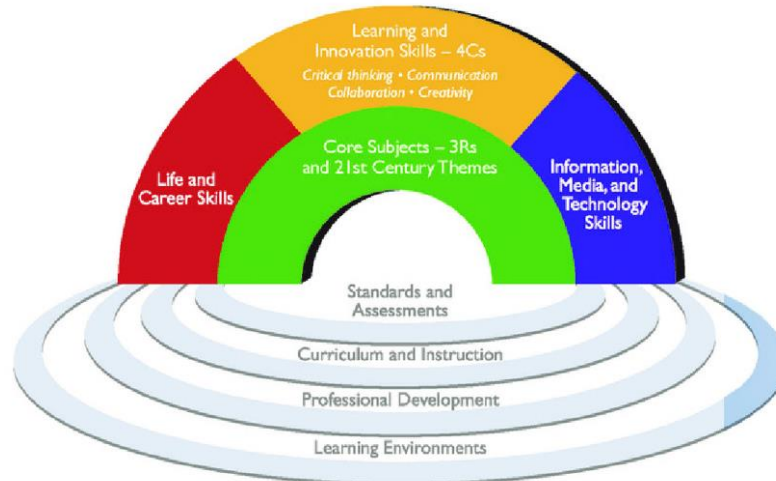 Learning and
Innovation Skills – 4Cs
Critical thinking • Communication
Collaboration • Creativity
Core Subjects – 3Rs
and 21st Century Themes
Life and
Career Skills
Information,
Media, and
Technology
Skills
Standards and
Assessments
Curriculum and Instruction
Professional Development
Learning Environments